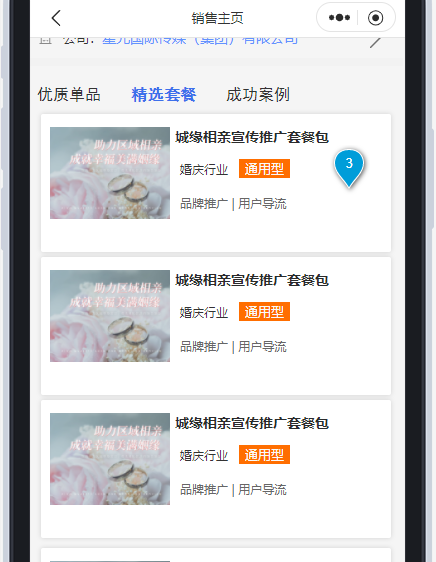 销售主页
公司：星光国际传媒（集团）有限公司
优质单品 精选套餐 成功案例
助力区域相亲
成就幸福美满姻缘
城缘相亲宣传推广套餐包
3
婚庆行业 通用型
品牌推广 | 用户导流
助力区域相亲
成就幸福美满姻缘
城缘相亲宣传推广套餐包
婚庆行业 通用型
品牌推广 | 用户导流
助力区域相亲
成就幸福美满姻缘
城缘相亲宣传推广套餐包
婚庆行业 通用型
品牌推广 | 用户导流